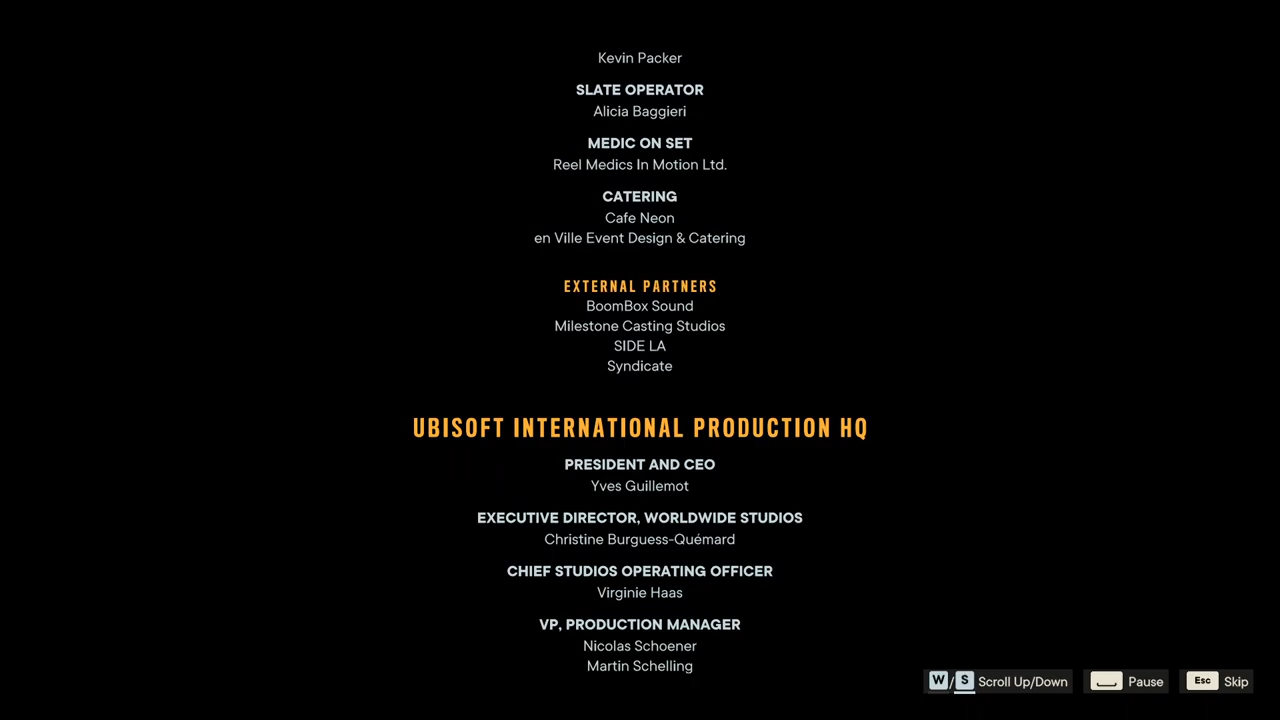 Kevin Packer
SLATE OPERATOR
Alicia Baggieri
MEDIC ON SET
Reel Medics In Motion Ltd.
CATERING
Cafe Neon
en Ville Event Design & Catering
EXTERNAL PARTNERS
BoomBox Sound
Milestone Casting Studios
SIDE LA
Syndicate
UBISOFT INTERNATIONAL PRODUCTION HQ
PRESIDENT AND CEO
Yves Guillemot
EXECUTIVE DIRECTOR, WORLDWIDE STUDIOS
Christine Burguess-Quémard
CHIEF STUDIOS OPERATING OFFICER
Virginie Haas
VP, PRODUCTION MANAGER
Nicolas Schoener
Martin Schelling
W/S Scroll Up/Down Pause Esc Skip